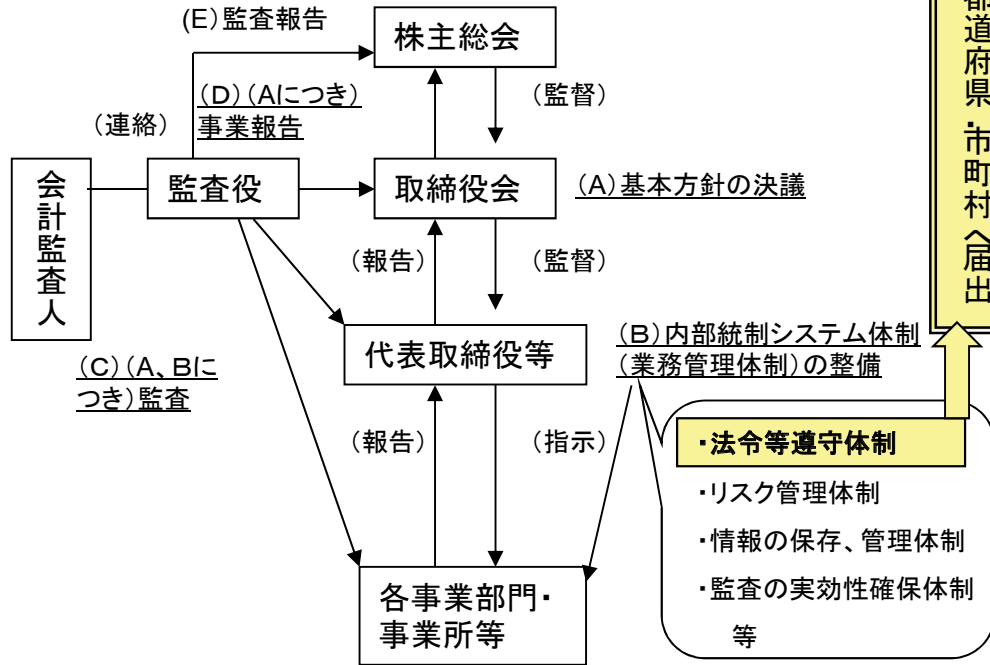 (E)監査報告
株主総会
(D)(Aにつき)
事業報告
(監督)
(連絡)
会計監査人
監査役
取締役会
(A)基本方針の決議
(報告)
(監督)
代表取締役等
(B)内部統制システム体制
(業務管理体制)の整備
(C)(A、Bに
つき)監査
(報告)
(指示)
・法令等遵守体制
・リスク管理体制
・情報の保存、管理体制
・監査の実効性確保体制
等
各事業部門・
事業所等
都道府県・市町村へ届出